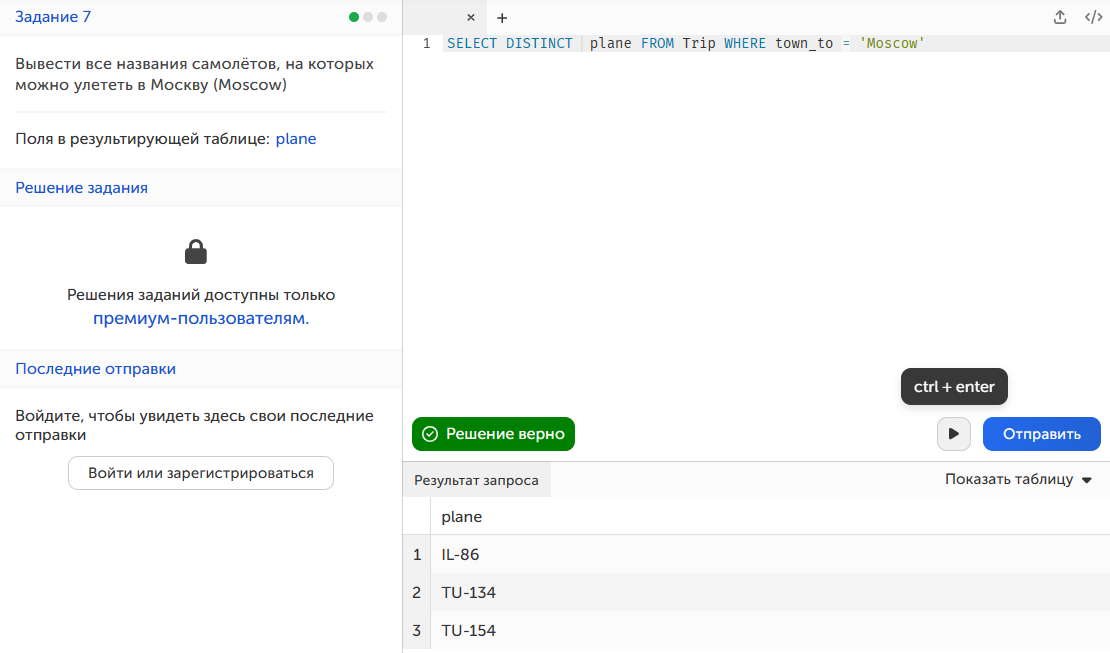 Задание 7
Вывести все названия самолётов, на которых
можно улететь в Москву (Moscow)
Поля в результирующей таблице: plane
Решение задания
Решения заданий доступны только
премиум-пользователям.
Последние отправки
Войдите, чтобы увидеть здесь свои последние
отправки
Войти или зарегистрироваться
× +
</>
1 SELECT DISTINCT plane FROM Trip WHERE town_to = 'Moscow'
ctrl + enter
Решение верно
Отправить
Результат запроса
Показать таблицу
plane
1 IL-86
2 TU-134
3 TU-154